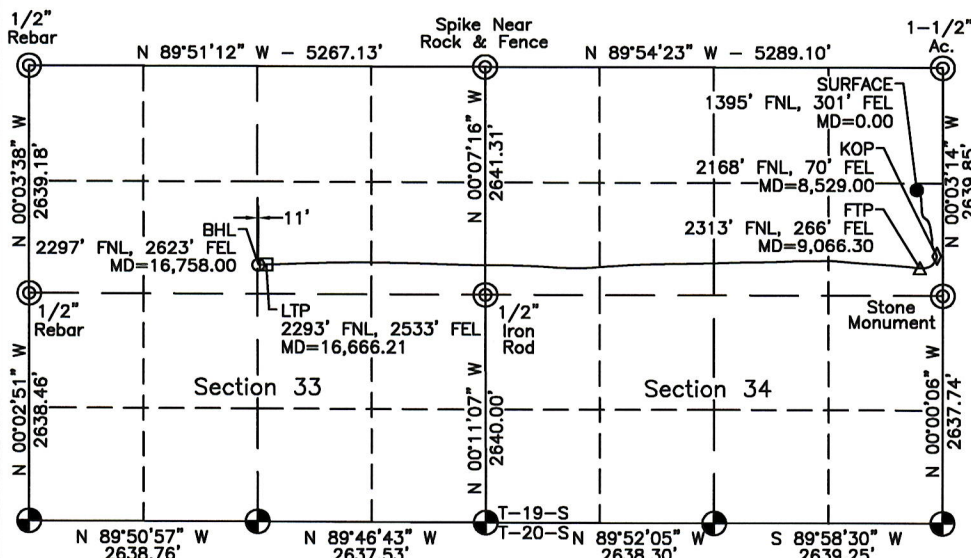 1/2"
Rebar
N 89°51'12" W - 5267.13'
Spike Near
Rock & Fence
N 89°54'23" W - 5289.10'
1-1/2"
Ac.
N 00°03'38" W
2639.18'
N 00°07'16" W
2641.31'
N 00°03'14" W
2639.85'
SURFACE
1395' FNL, 301' FEL
MD=0.00
KOP
2168' FNL, 70' FEL
MD=8,529.00
FTP
2313' FNL, 266' FEL
MD=9,066.30
11'
BHL
2297' FNL, 2623' FEL
MD=16,758.00
LTP
2293' FNL, 2533' FEL
MD=16,666.21
1/2"
Rebar
1/2"
Iron
Rod
Stone
Monument
Section 33
Section 34
N 00°02'51" W
2638.46'
N 00°11'07" W
2640.00'
N 00°00'06" W
2637.74'
T-19-S
T-20-S
N 89°50'57" W
2638.76'
N 89°46'43" W
2637.53'
N 89°52'05" W
2638.30'
S 89°58'30" W
2639.25'